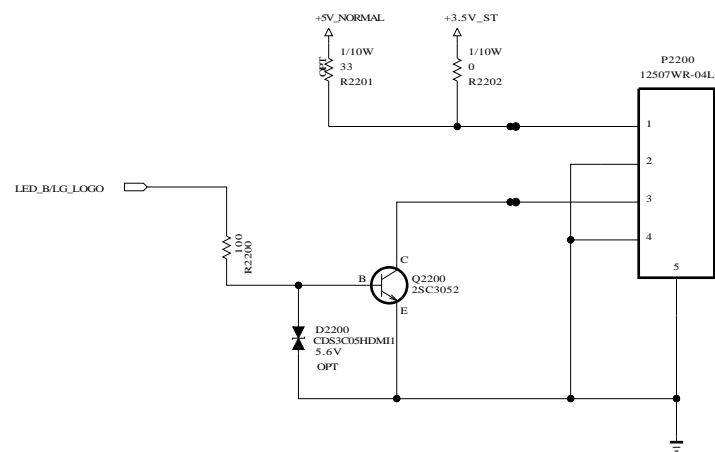 +5V_NORMAL
+3.5V_ST
1/10W
33
R2201
OPT
1/10W
0
R2202
P2200
12507WR-04L
1
2
3
4
5
LED_B/LG_LOGO
100
R2200
B
C
E
Q2200
2SC3052
D2200
CDS3C05HDMI1
5.6V
OPT